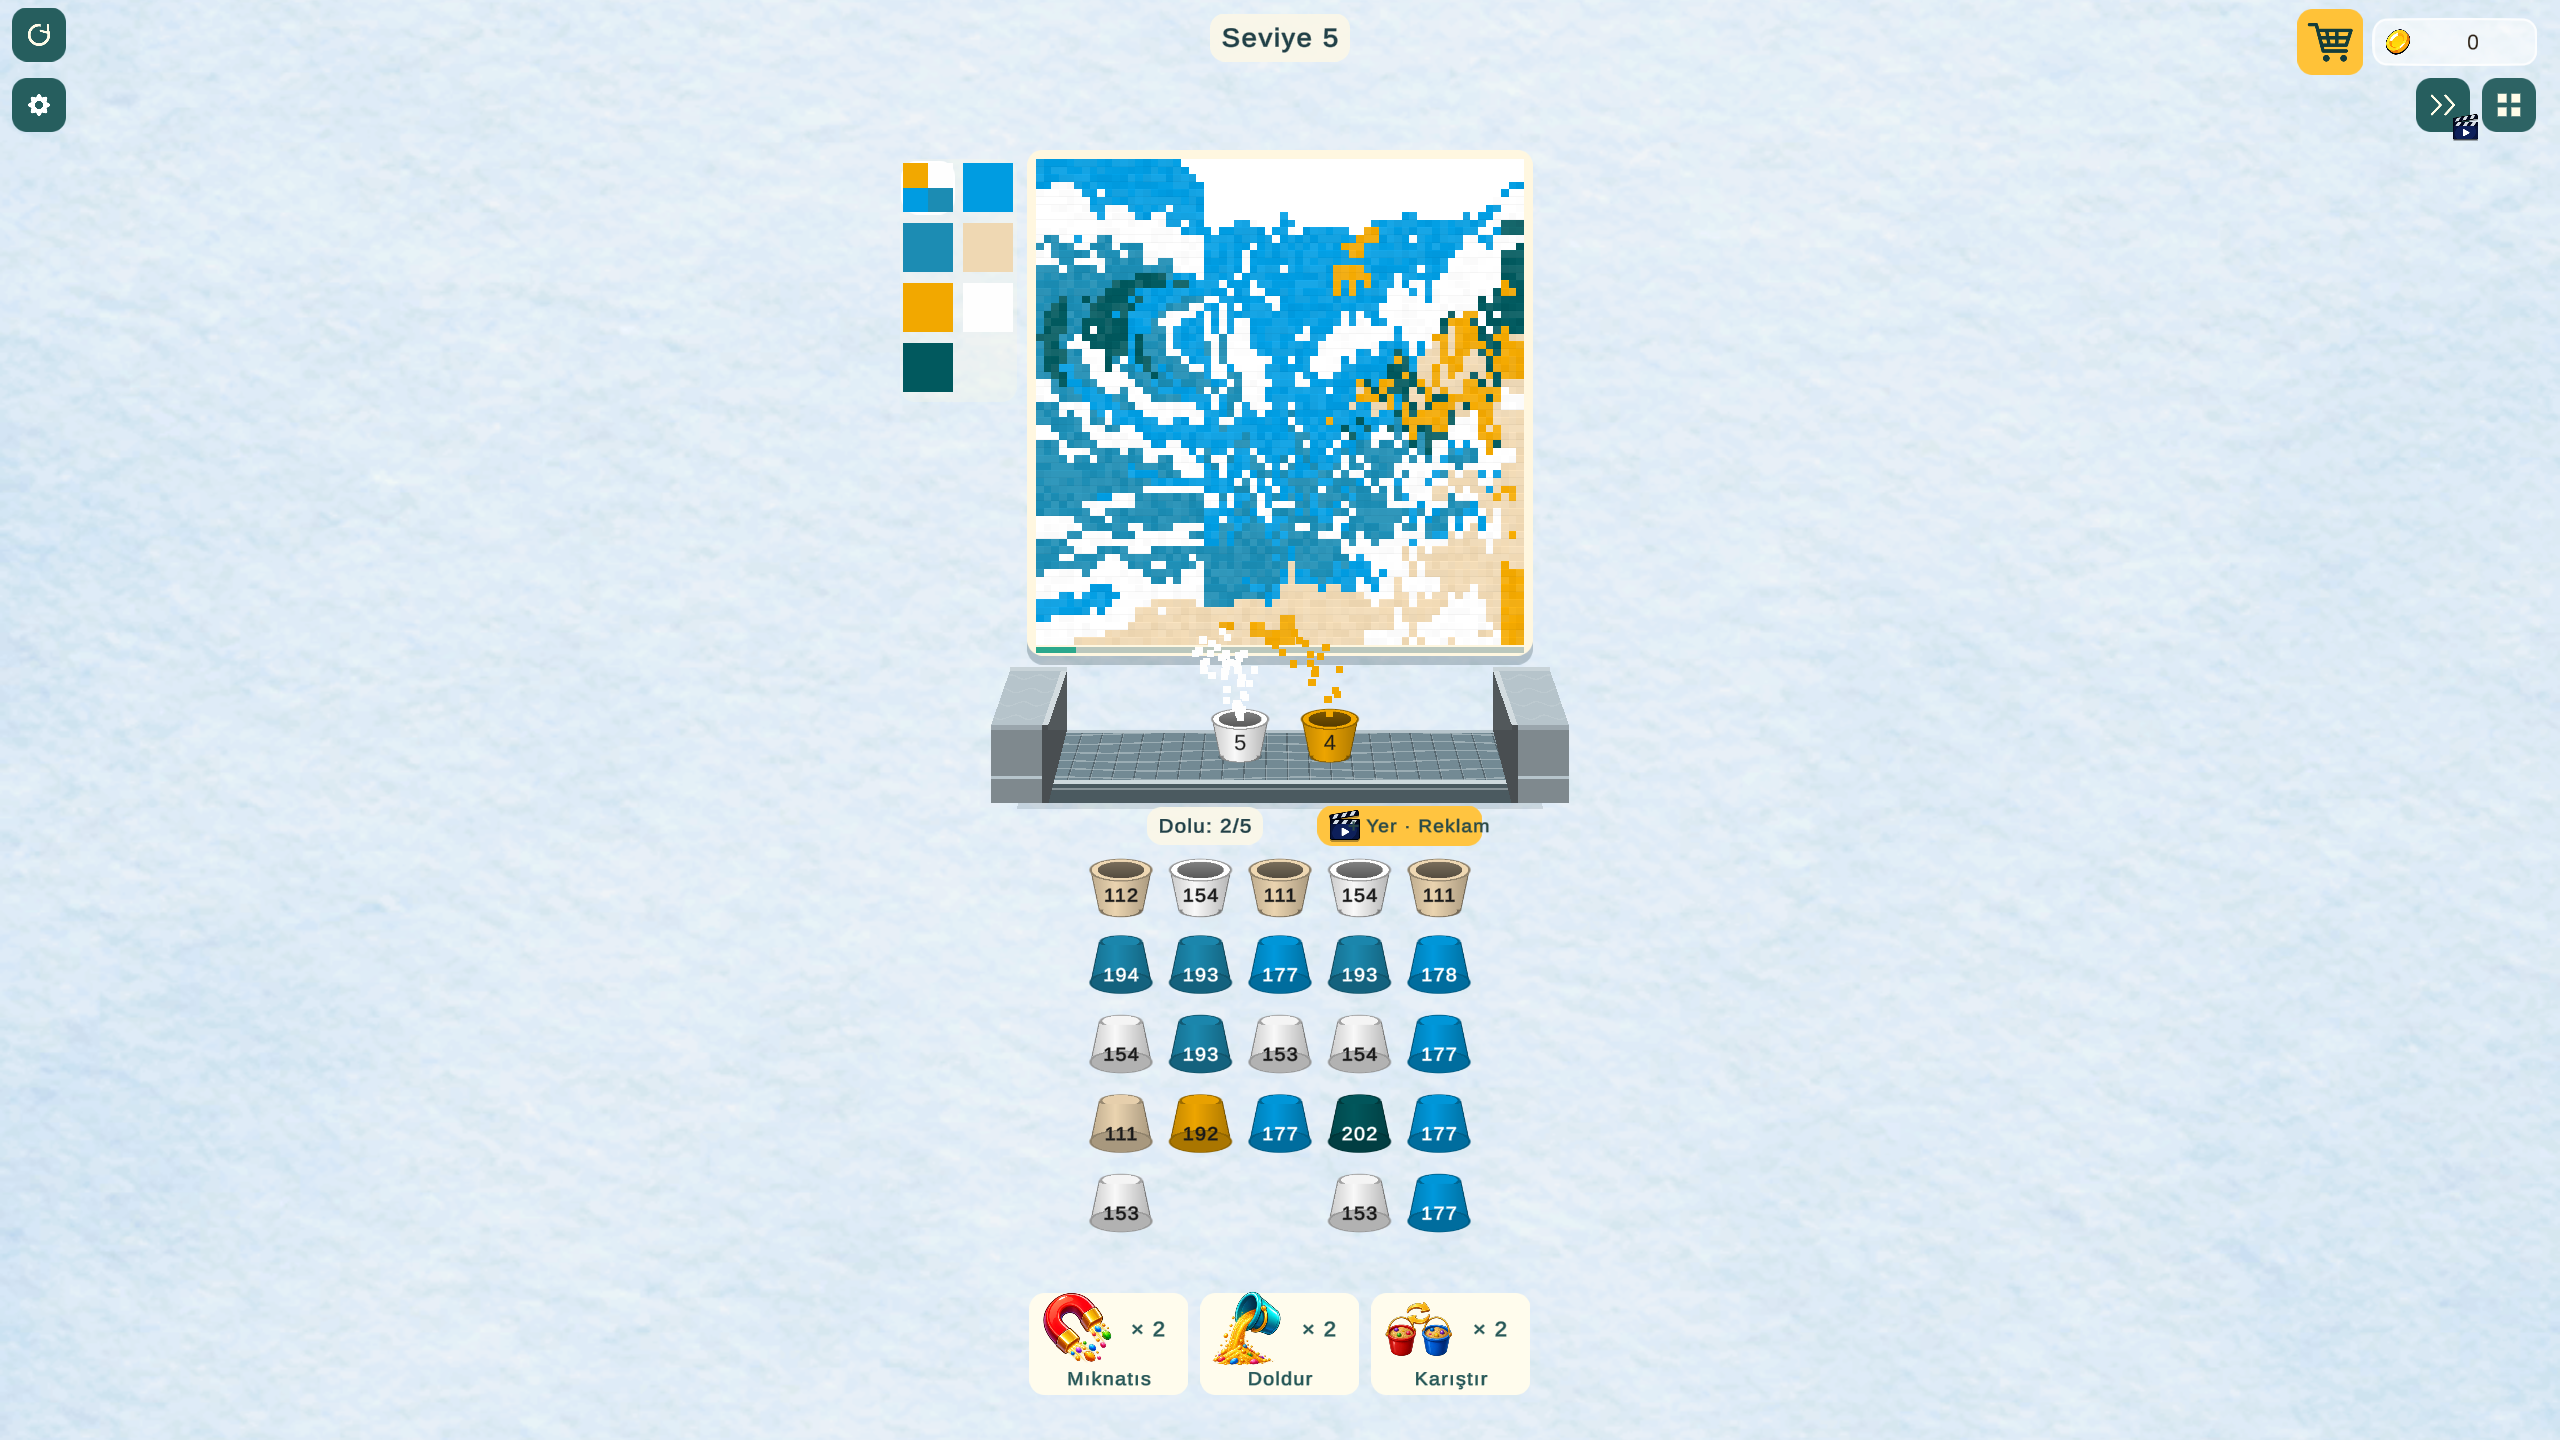 Seviye 5
0
5 4
Dolu: 2/5
Yer · Reklam
112 154 111 154 111
194 193 177 193 178
154 193 153 154 177
111 192 177 202 177
153 153 177
× 2 × 2 × 2
Mıknatıs Doldur Karıştır